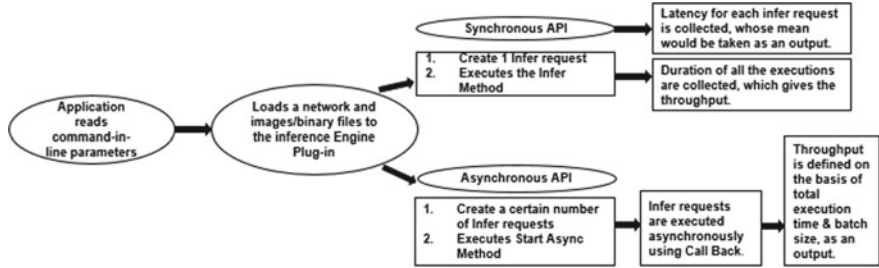 Application
reads
command-in-
line parameters
Loads a network and
images/binary files to
the inference Engine
Plug-in
Synchronous API
1. Create 1 Infer request
2. Executes the Infer
Method
Latency for each infer request
is collected, whose mean
would be taken as an output.
Duration of all the executions
are collected, which gives the
throughput.
Asynchronous API
1. Create a certain number
of Infer requests
2. Executes Start Async
Method
Infer requests
are executed
asynchronously
using Call Back.
Throughput
is defined on
the basis of
total
execution
time & batch
size, as an
output.